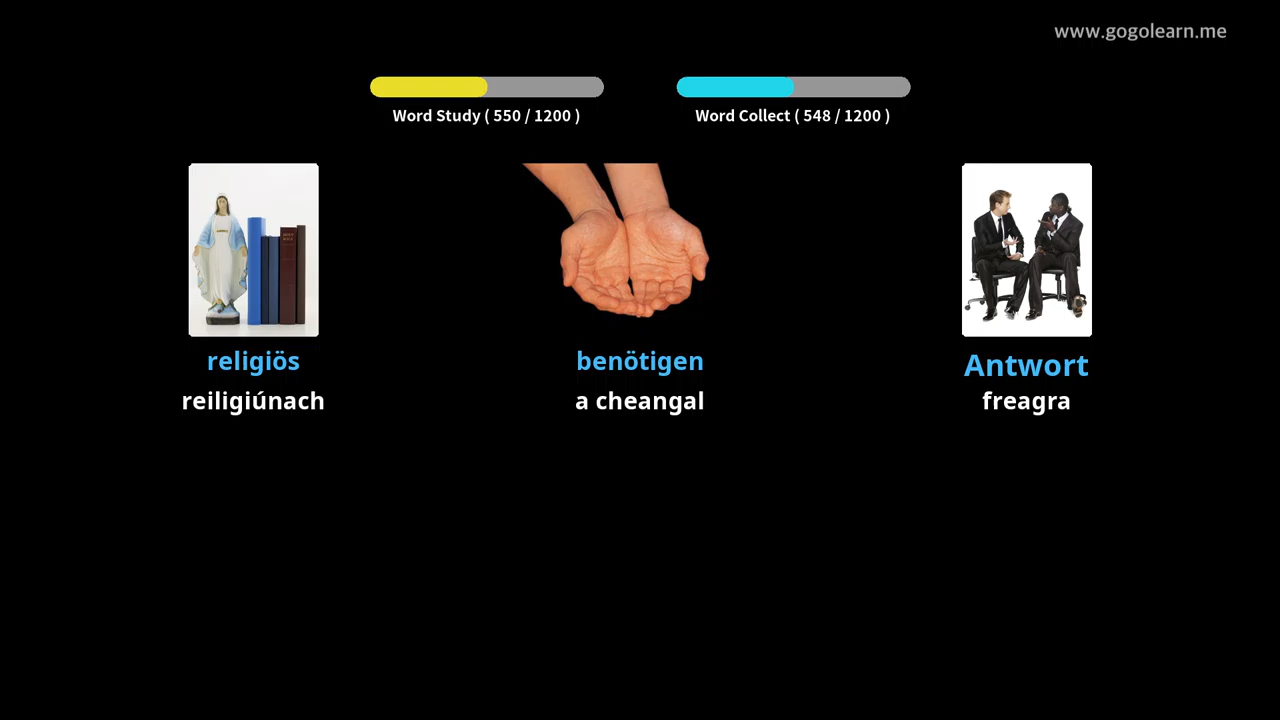 www.gogolearn.me
Word Study ( 550 / 1200 )
Word Collect ( 548 / 1200 )
religiös
reiligiúnach
benötigen
a cheangal
Antwort
freagra